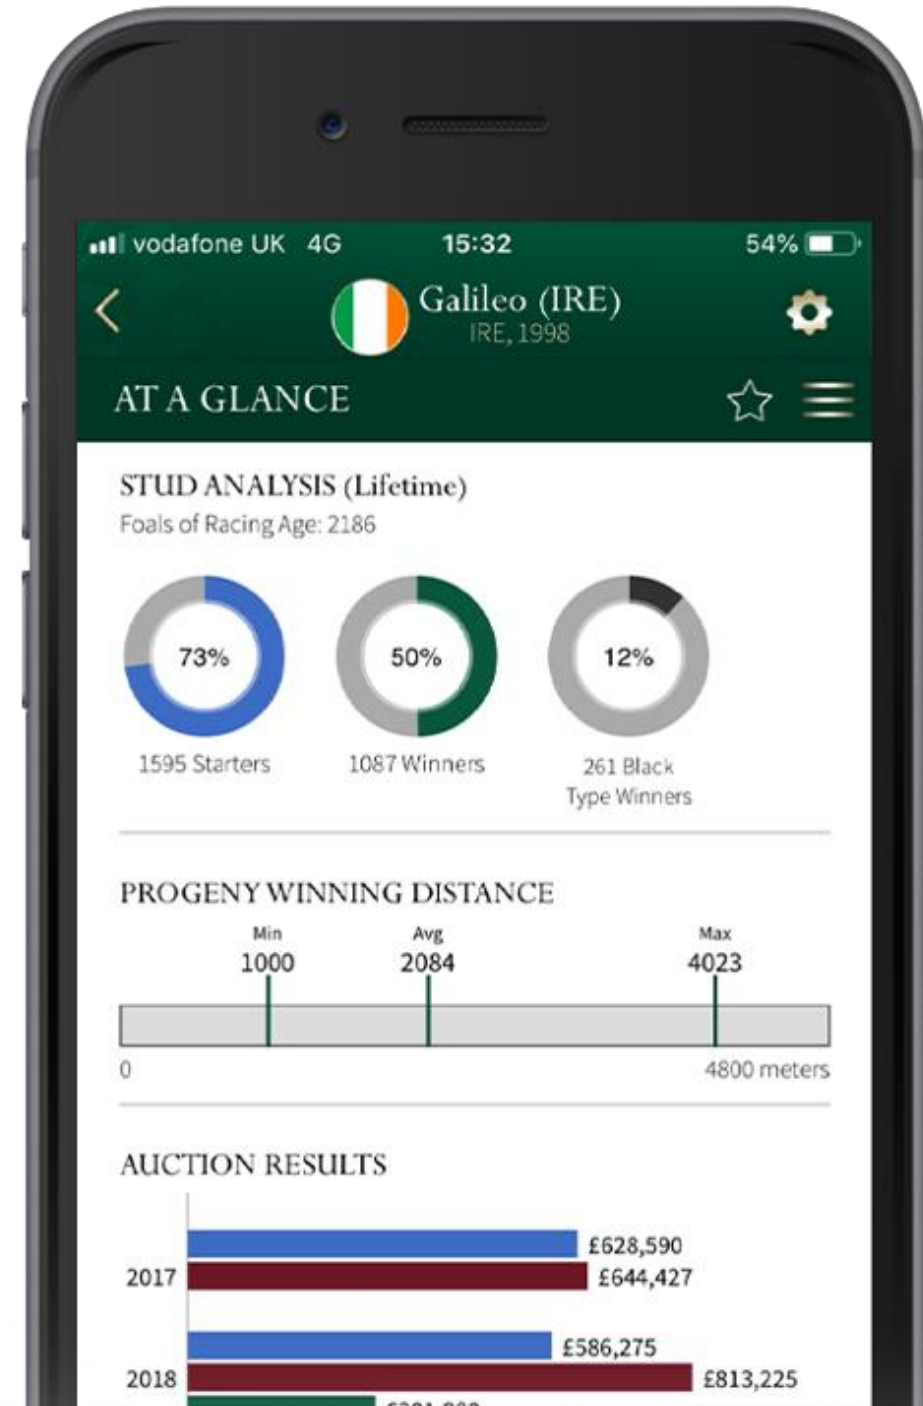 vodafone UK 4G 15:32 54%
Galileo (IRE)
IRE, 1998
AT A GLANCE
STUD ANALYSIS (Lifetime)
Foals of Racing Age: 2186
73% 50% 12%
1595 Starters 1087 Winners 261 Black
Type Winners
PROGENY WINNING DISTANCE
Min Avg Max
1000 2084 4023
0 4800 meters
AUCTION RESULTS
£628,590
2017 £644,427
£586,275
2018 £813,225